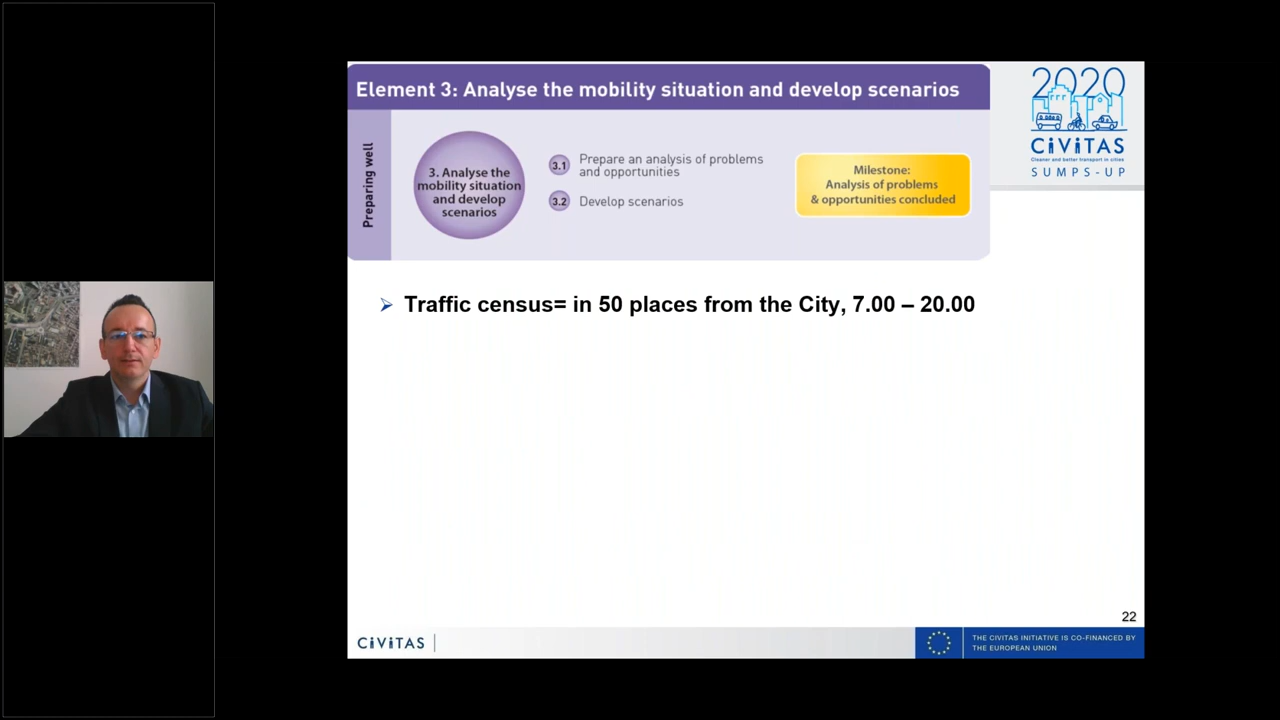 Element 3: Analyse the mobility situation and develop scenarios
Preparing well
3. Analyse the
mobility situation
and develop
scenarios
3.1 Prepare an analysis of problems
and opportunities
3.2 Develop scenarios
Milestone:
Analysis of problems
& opportunities concluded
2020
CiViTAS
Cleaner and better transport in cities
SUMPS-UP
➢ Traffic census= in 50 places from the City, 7.00 – 20.00
22
CiViTAS
THE CIVITAS INITIATIVE IS CO-FINANCED BY
THE EUROPEAN UNION